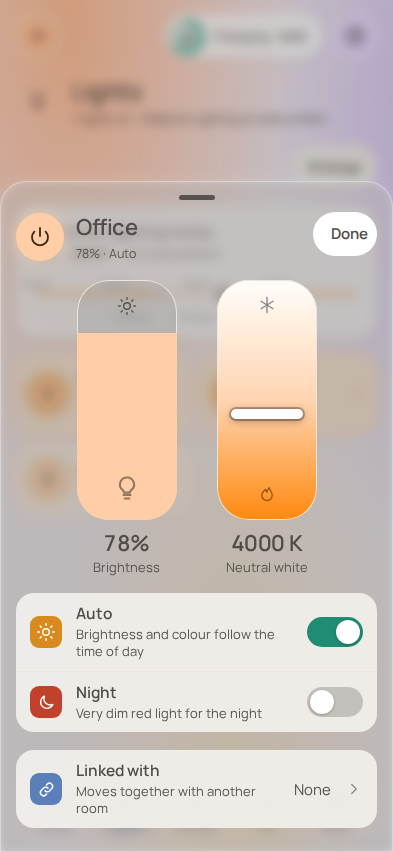 Lights
Office
Done
78% · Auto
78%
4000 K
Brightness
Neutral white
Auto
Brightness and colour follow the
time of day
Night
Very dim red light for the night
Linked with
Moves together with another
room
None